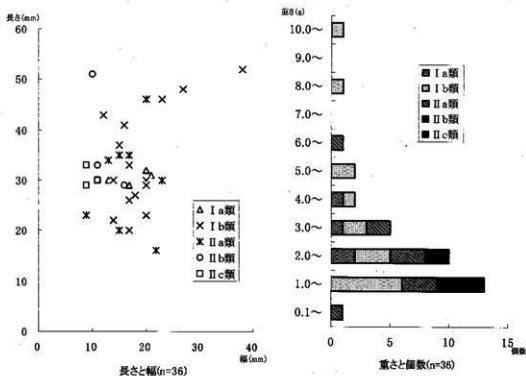 長さ(mm)
60
50
40
30
20
10
0
0
10
20
30
40
幅(mm)
長さと幅(n=36)
Ⅰa類
Ⅰb類
Ⅱa類
Ⅱb類
Ⅱc類
重さ(g)
10.0～
8.0～
6.0～
5.0～
4.0～
3.0～
2.0～
1.0～
0.1～
0
5
10
15
個数
重さと個数(n=36)
Ⅰa類
Ⅰb類
Ⅱa類
Ⅱb類
Ⅱc類